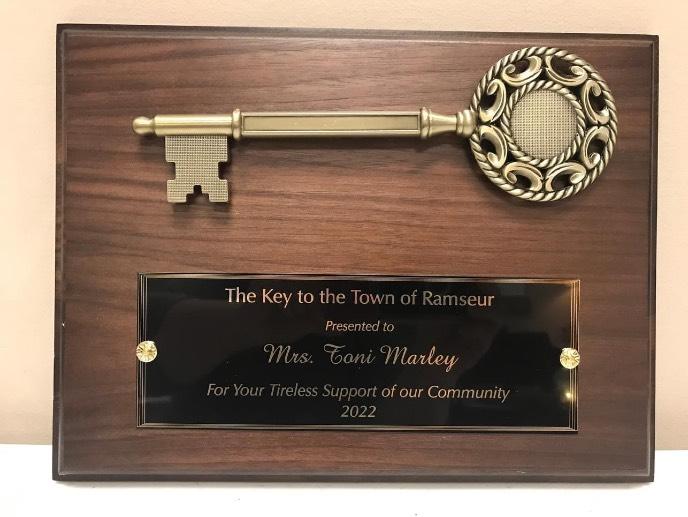 The Key to the Town of Ramseur
Presented to
Mrs. Toni Marley
For Your Tireless Support of our Community
2022